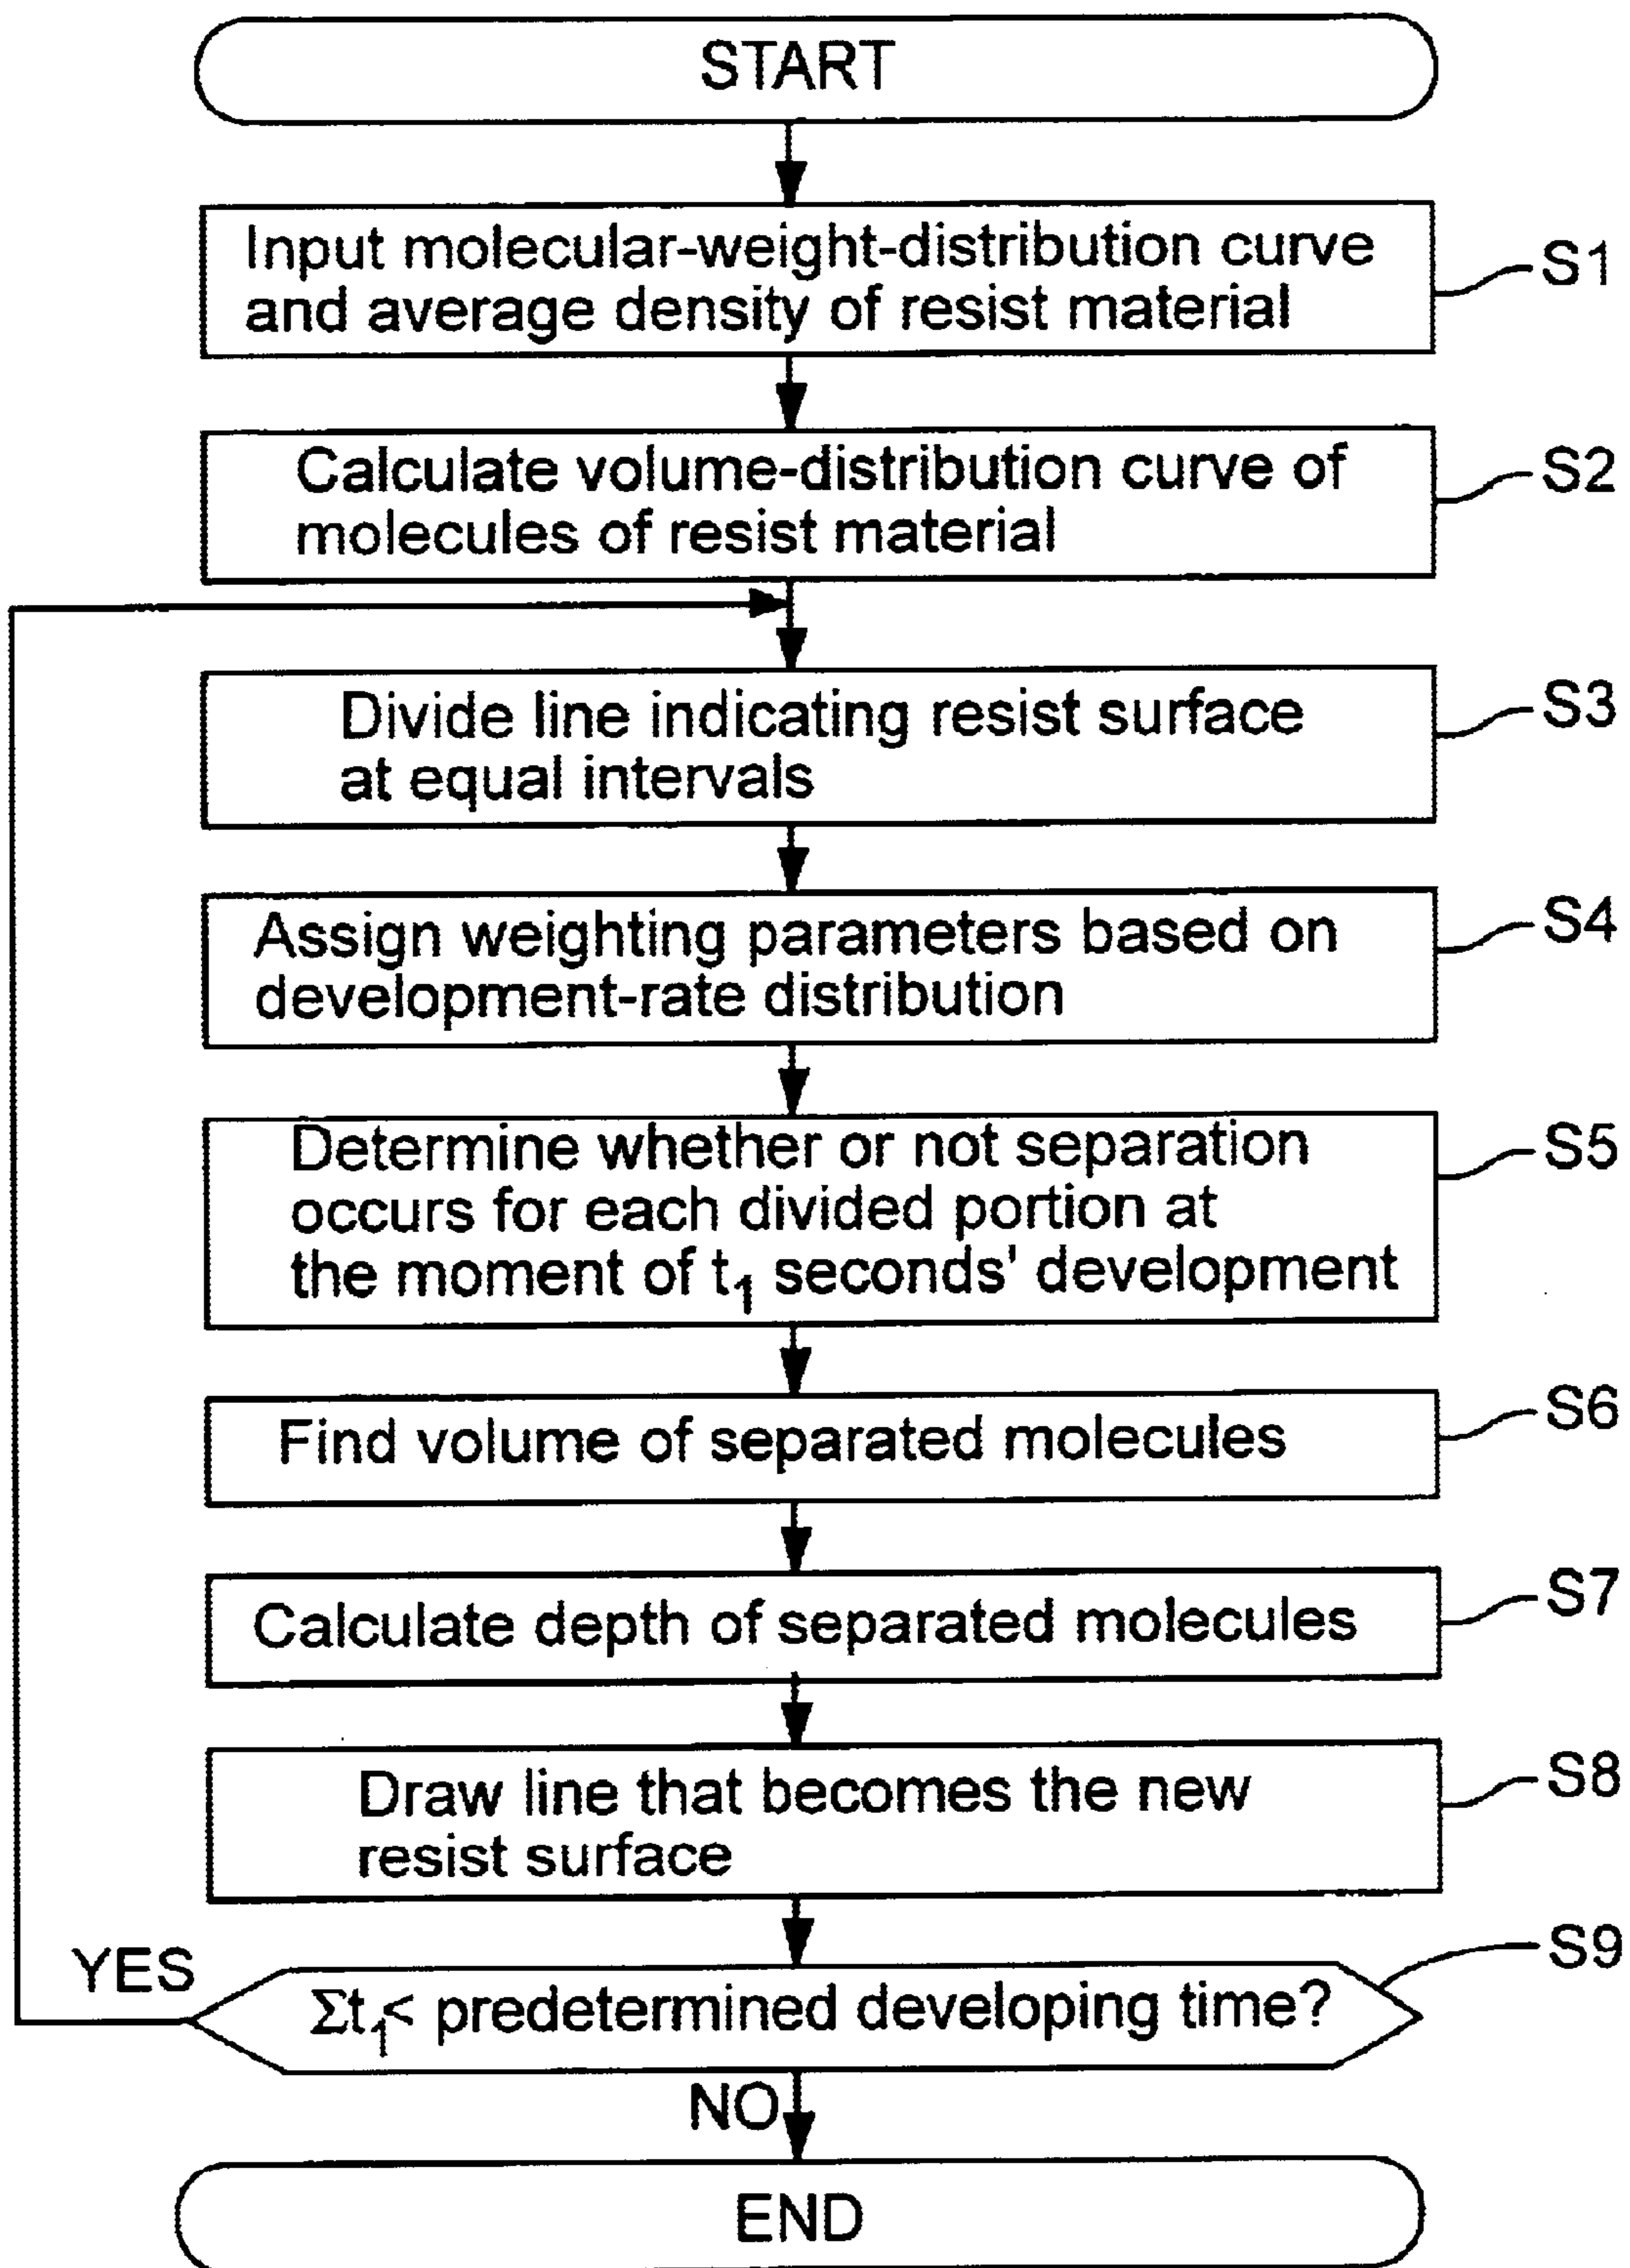 START
Input molecular-weight-distribution curve
and average density of resist material
S1
Calculate volume-distribution curve of
molecules of resist material
S2
Divide line indicating resist surface
at equal intervals
S3
Assign weighting parameters based on
development-rate distribution
S4
Determine whether or not separation
occurs for each divided portion at
the moment of t₁ seconds' development
S5
Find volume of separated molecules
S6
Calculate depth of separated molecules
S7
Draw line that becomes the new
resist surface
S8
YES
Σt₁< predetermined developing time?
S9
NO
END